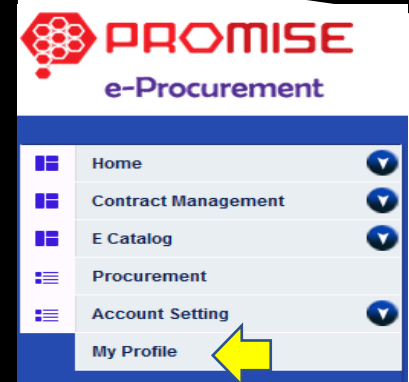 PROMISE
e-Procurement
Home
Contract Management
E Catalog
Procurement
Account Setting
My Profile